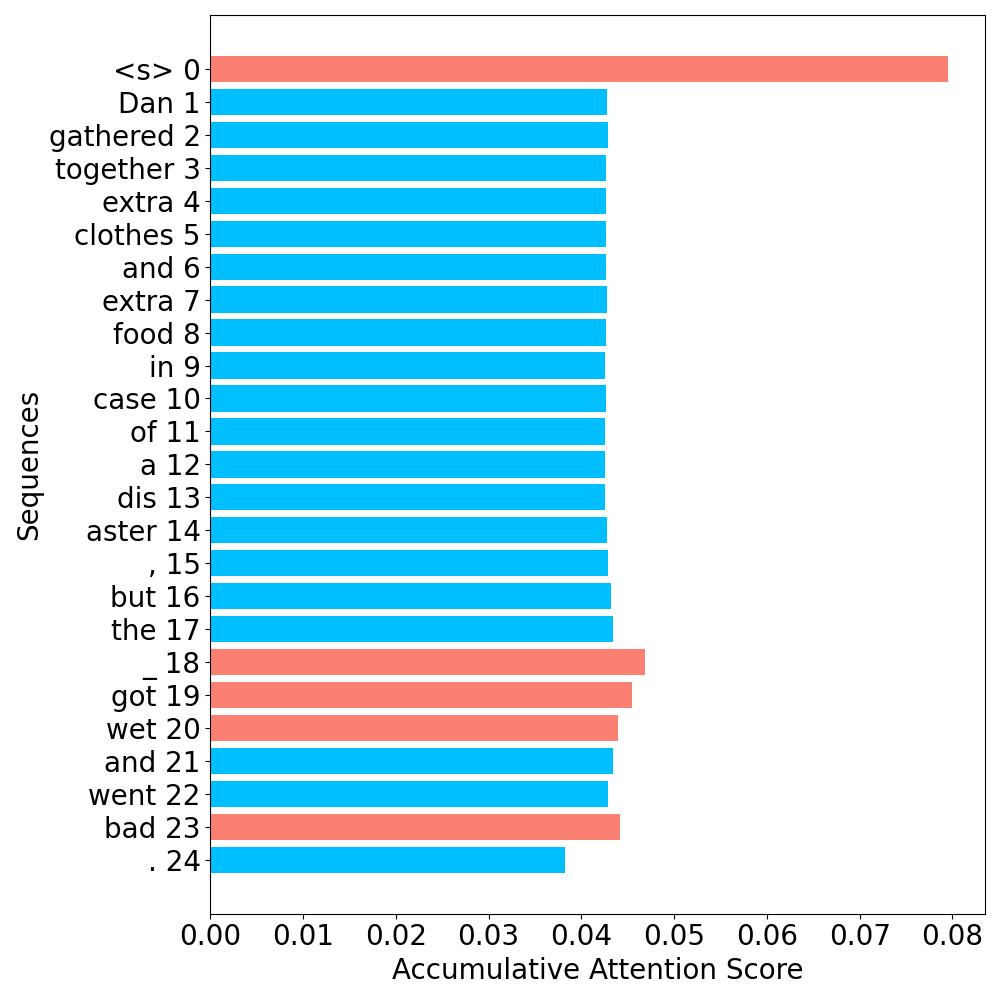 <s> 0
Dan 1
gathered 2
together 3
extra 4
clothes 5
and 6
extra 7
food 8
in 9
case 10
of 11
a 12
dis 13
aster 14
, 15
but 16
the 17
_ 18
got 19
wet 20
and 21
went 22
bad 23
. 24
Sequences
0.00 0.01 0.02 0.03 0.04 0.05 0.06 0.07 0.08
Accumulative Attention Score